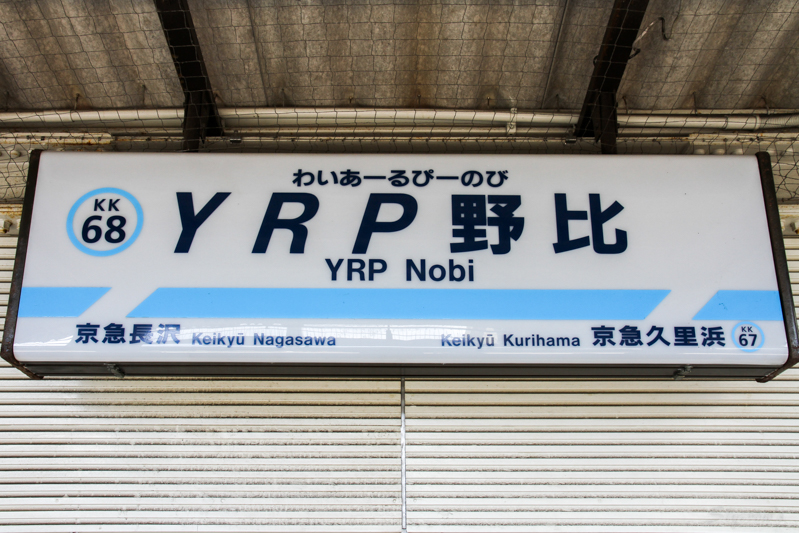 わいあーるぴーのび
KK
68
YRP野比
YRP Nobi
京急長沢 Keikyū Nagasawa
Keikyū Kurihama 京急久里浜
KK
67